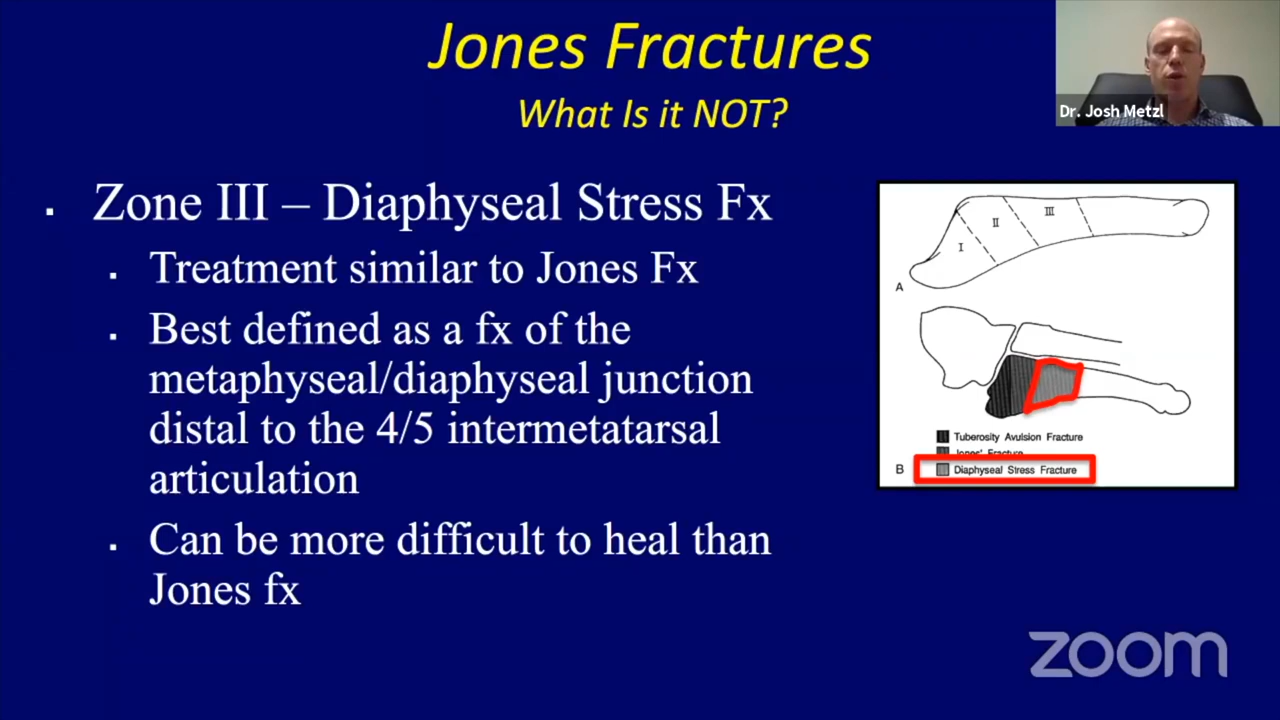 Jones Fractures
What Is it NOT?
Dr. Josh Metzl
▪ Zone III – Diaphyseal Stress Fx
▪ Treatment similar to Jones Fx
▪ Best defined as a fx of the
metaphyseal/diaphyseal junction
distal to the 4/5 intermetatarsal
articulation
▪ Can be more difficult to heal than
Jones fx
I
II
III
A
Tuberosity Avulsion Fracture
Jones' Fracture
B
Diaphyseal Stress Fracture
zoom